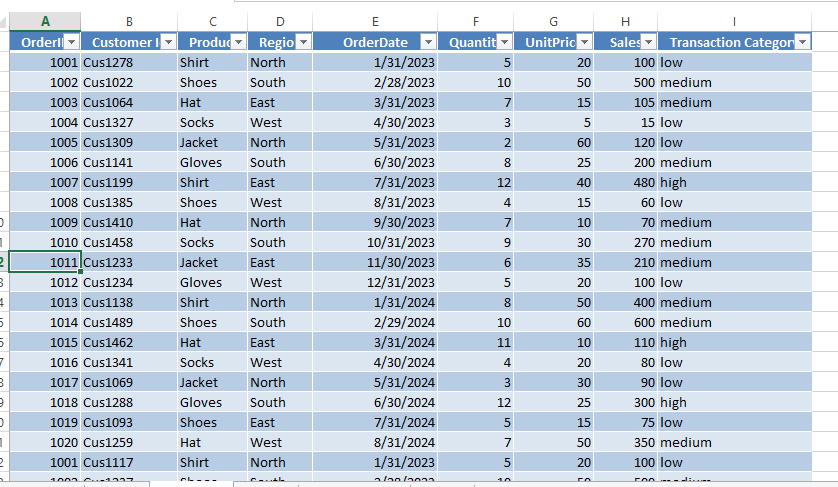 A B C D E F G H I
OrderI Customer I Produc Regio OrderDate Quantit UnitPric Sales Transaction Categor
1001 Cus1278 Shirt North 1/31/2023 5 20 100 low
1002 Cus1022 Shoes South 2/28/2023 10 50 500 medium
1003 Cus1064 Hat East 3/31/2023 7 15 105 medium
1004 Cus1327 Socks West 4/30/2023 3 5 15 low
1005 Cus1309 Jacket North 5/31/2023 2 60 120 low
1006 Cus1141 Gloves South 6/30/2023 8 25 200 medium
1007 Cus1199 Shirt East 7/31/2023 12 40 480 high
1008 Cus1385 Shoes West 8/31/2023 4 15 60 low
1009 Cus1410 Hat North 9/30/2023 7 10 70 medium
1010 Cus1458 Socks South 10/31/2023 9 30 270 medium
1011 Cus1233 Jacket East 11/30/2023 6 35 210 medium
1012 Cus1234 Gloves West 12/31/2023 5 20 100 low
1013 Cus1138 Shirt North 1/31/2024 8 50 400 medium
1014 Cus1489 Shoes South 2/29/2024 10 60 600 medium
1015 Cus1462 Hat East 3/31/2024 11 10 110 high
1016 Cus1341 Socks West 4/30/2024 4 20 80 low
1017 Cus1069 Jacket North 5/31/2024 3 30 90 low
1018 Cus1288 Gloves South 6/30/2024 12 25 300 high
1019 Cus1093 Shoes East 7/31/2024 5 15 75 low
1020 Cus1259 Hat West 8/31/2024 7 50 350 medium
1001 Cus1117 Shirt North 1/31/2023 5 20 100 low